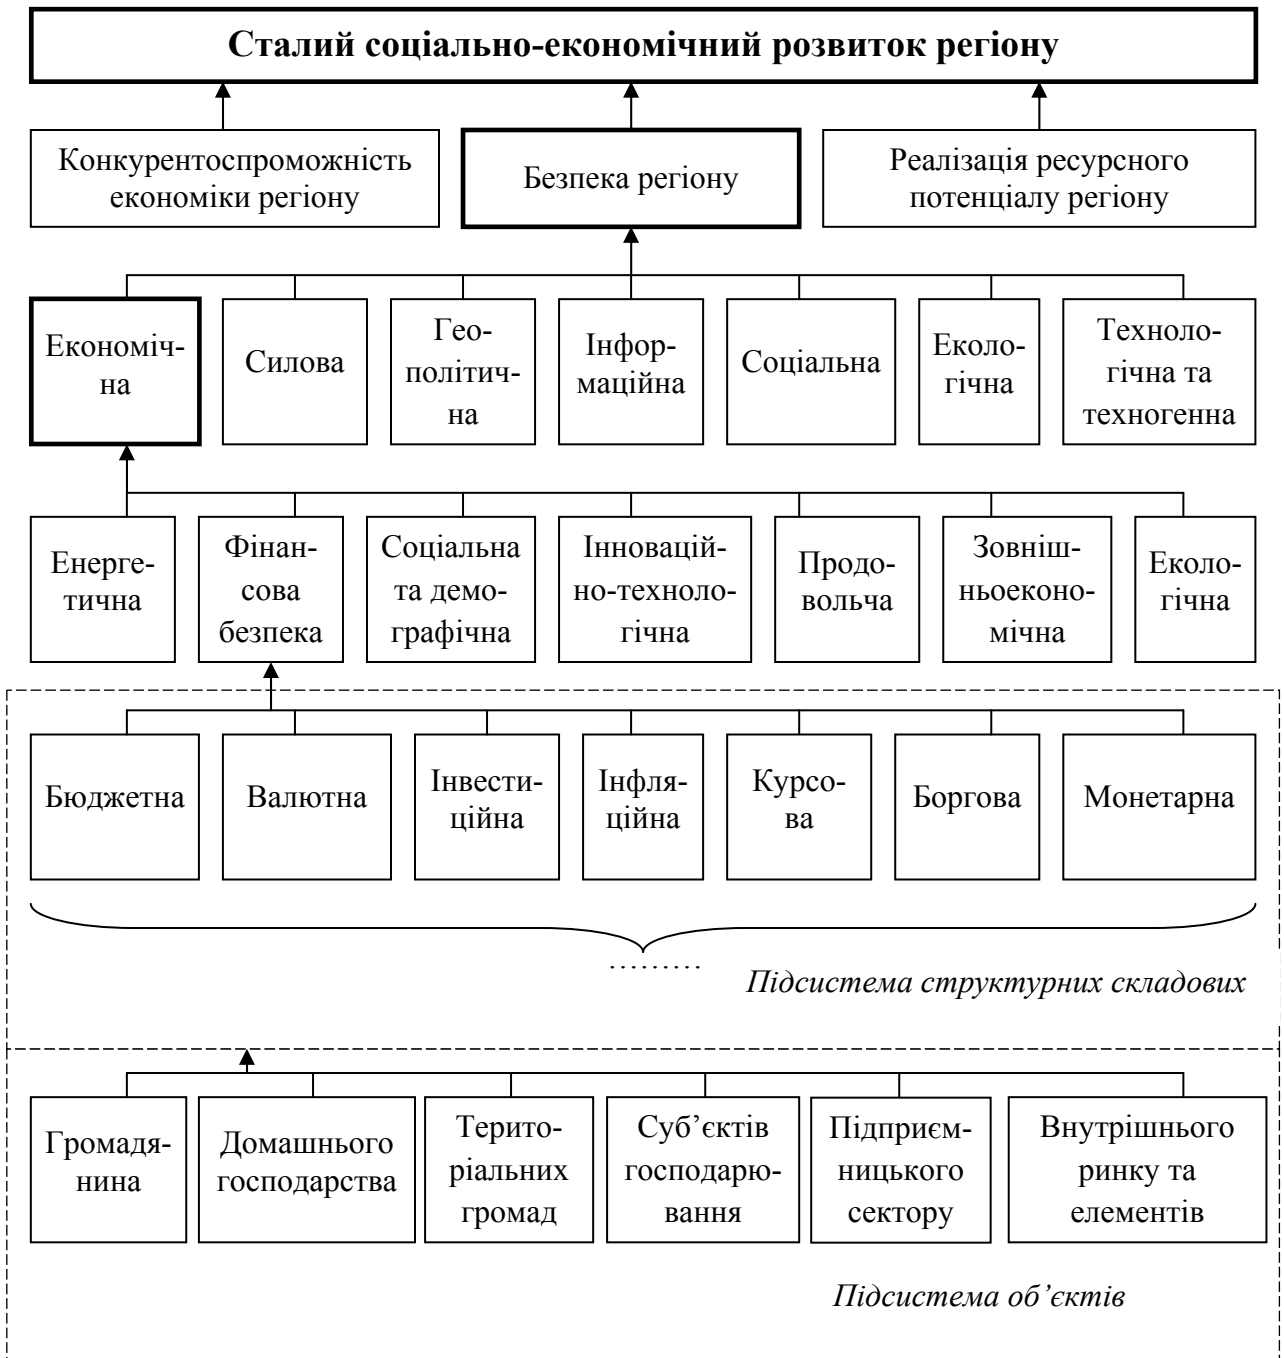 Сталий соціально-економічний розвиток регіону
Конкурентоспроможність
економіки регіону
Безпека регіону
Реалізація ресурсного
потенціалу регіону
Економіч-
на
Силова
Гео-
політич-
на
Інфор-
маційна
Соціальна
Еколо-
гічна
Техноло-
гічна та
техногенна
Енерге-
тична
Фінан-
сова
безпека
Соціальна
та демо-
графічна
Інновацій-
но-техноло-
гічна
Продо-
вольча
Зовніш-
ньоеконо-
мічна
Еколо-
гічна
Бюджетна
Валютна
Інвести-
ційна
Інфля-
ційна
Курсо-
ва
Боргова
Монетарна
………
Підсистема структурних складових
Громадя-
нина
Домашнього
господарства
Терито-
ріальних
громад
Суб’єктів
господарю-
вання
Підприєм-
ницького
сектору
Внутрішнього
ринку та
елементів
Підсистема об’єктів